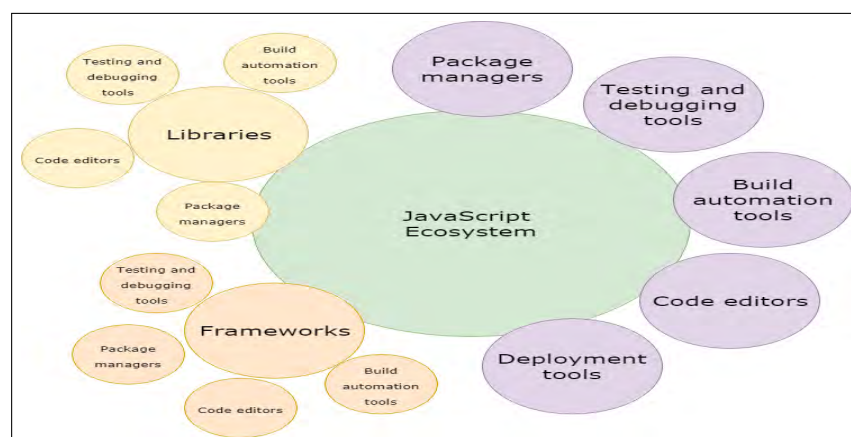 Testing and
debugging
tools
Build
automation
tools
Libraries
Code editors
Package
managers
Package
managers
Testing and
debugging
tools
Build
automation
tools
Code editors
Deployment
tools
JavaScript
Ecosystem
Testing and
debugging
tools
Frameworks
Package
managers
Code editors
Build
automation
tools